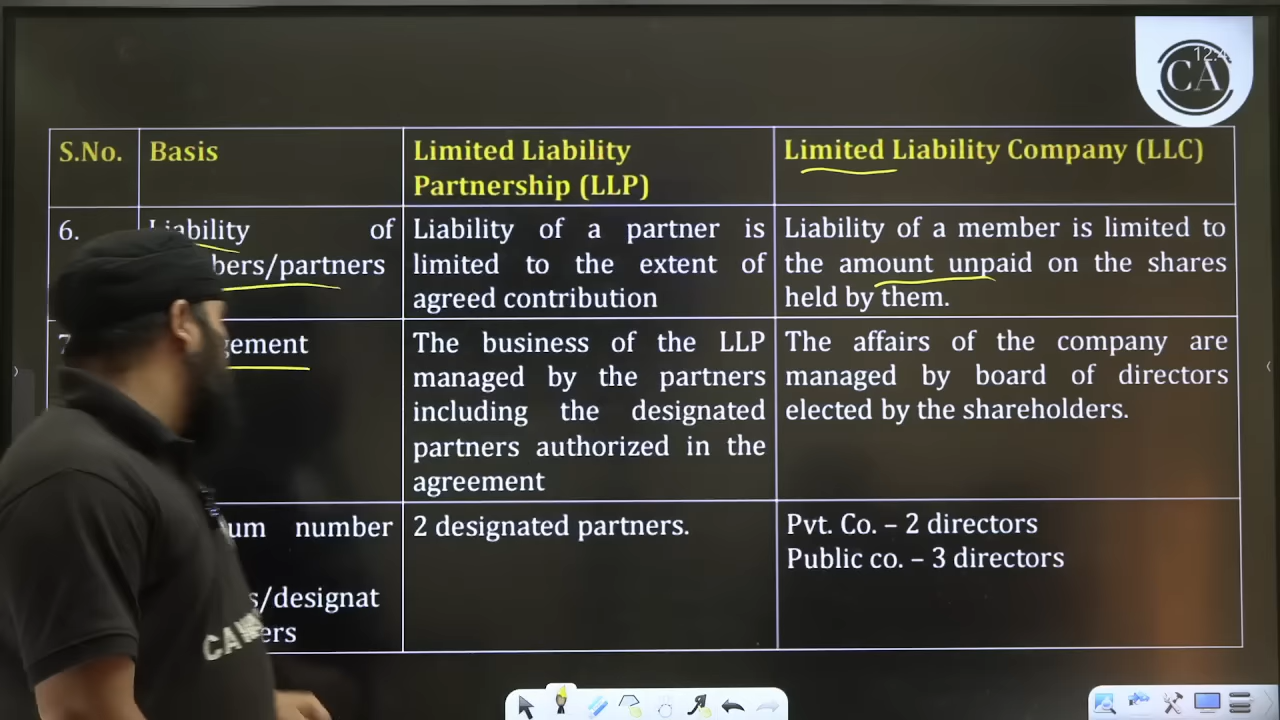 12:4
CA
S.No. Basis Limited Liability Partnership (LLP) Limited Liability Company (LLC)
6. Liability of
Liability of a partner is
limited to the extent of
agreed contribution
Liability of a member is limited to
the amount unpaid on the shares
held by them.
The business of the LLP
managed by the partners
including the designated
partners authorized in the
agreement
The affairs of the company are
managed by board of directors
elected by the shareholders.
number
2 designated partners.
Pvt. Co. – 2 directors
Public co. – 3 directors